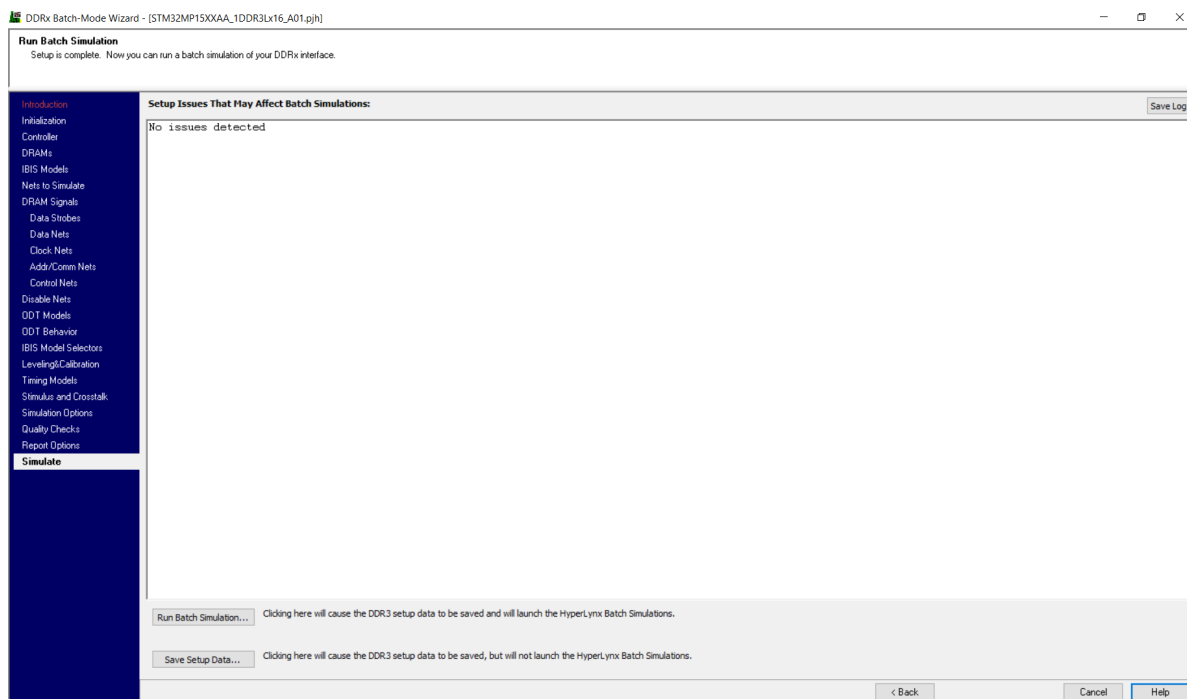 DDRx Batch-Mode Wizard - [STM32MP15XXAA_1DDR3Lx16_A01.pjh]
Run Batch Simulation
Setup is complete. Now you can run a batch simulation of your DDRx interface.
Introduction
Initialization
Controller
DRAMs
IBIS Models
Nets to Simulate
DRAM Signals
Data Strobes
Data Nets
Clock Nets
Addr/Comm Nets
Control Nets
Disable Nets
ODT Models
ODT Behavior
IBIS Model Selectors
Leveling&Calibration
Timing Models
Stimulus and Crosstalk
Simulation Options
Quality Checks
Report Options
Simulate
Setup Issues That May Affect Batch Simulations:
Save Log
No issues detected
Run Batch Simulation... Clicking here will cause the DDR3 setup data to be saved and will launch the HyperLynx Batch Simulations.
Save Setup Data... Clicking here will cause the DDR3 setup data to be saved, but will not launch the HyperLynx Batch Simulations.
< Back Cancel Help